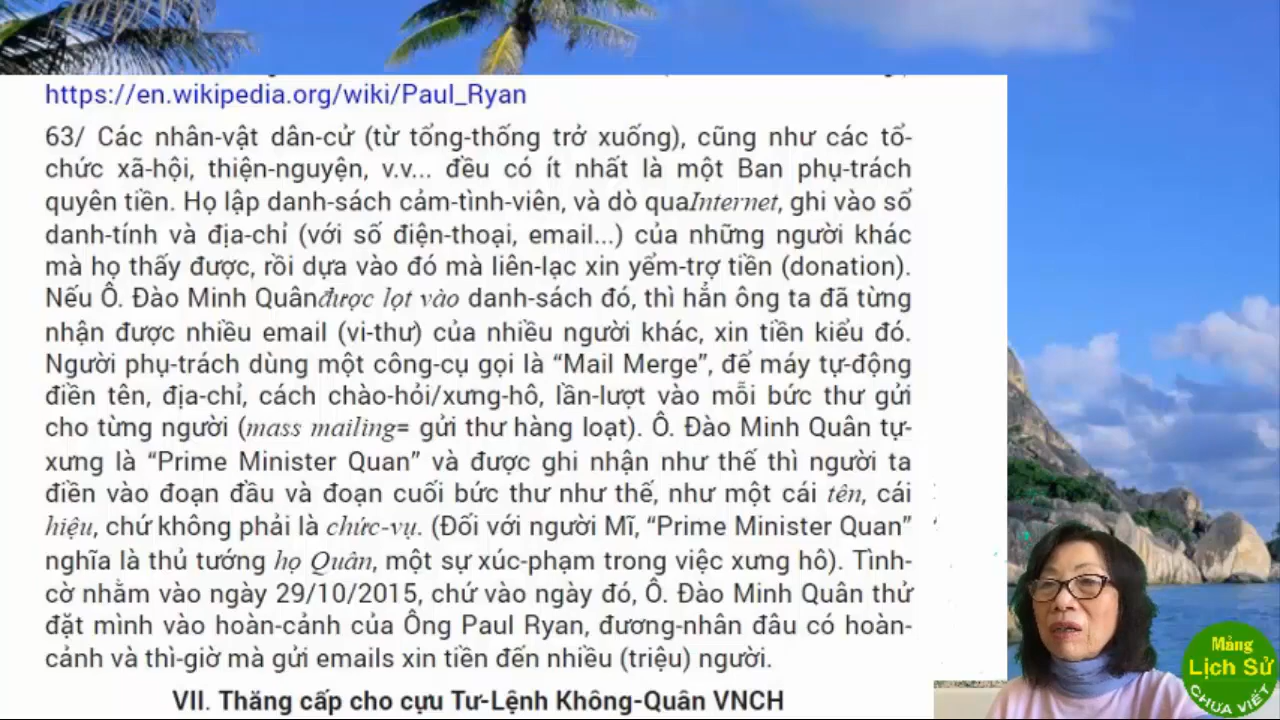 https://en.wikipedia.org/wiki/Paul_Ryan
63/ Các nhân-vật dân-cử (từ tổng-thống trở xuống), cũng như các tổ-
chức xã-hội, thiện-nguyện, v.v... đều có ít nhất là một Ban phụ-trách
quyên tiền. Họ lập danh-sách cảm-tình-viên, và dò quaInternet, ghi vào sổ
danh-tính và địa-chỉ (với số điện-thoại, email...) của những người khác
mà họ thấy được, rồi dựa vào đó mà liên-lạc xin yểm-trợ tiền (donation).
Nếu Ô. Đào Minh Quânđược lọt vào danh-sách đó, thì hẳn ông ta đã từng
nhận được nhiều email (vi-thư) của nhiều người khác, xin tiền kiểu đó.
Người phụ-trách dùng một công-cụ gọi là “Mail Merge”, để máy tự-động
điền tên, địa-chỉ, cách chào-hỏi/xưng-hô, lần-lượt vào mỗi bức thư gửi
cho từng người (mass mailing= gửi thư hàng loạt). Ô. Đào Minh Quân tự-
xưng là “Prime Minister Quan” và được ghi nhận như thế thì người ta
điền vào đoạn đầu và đoạn cuối bức thư như thế, như một cái tên, cái
hiệu, chứ không phải là chức-vụ. (Đối với người Mĩ, “Prime Minister Quan”
nghĩa là thủ tướng họ Quân, một sự xúc-phạm trong việc xưng hô). Tình-
cờ nhằm vào ngày 29/10/2015, chứ vào ngày đó, Ô. Đào Minh Quân thử
đặt mình vào hoàn-cảnh của Ông Paul Ryan, đương-nhân đâu có hoàn-
cảnh và thì-giờ mà gửi emails xin tiền đến nhiều (triệu) người.
VII. Thăng cấp cho cựu Tư-Lệnh Không-Quân VNCH
Mảng
Lịch Sử
CHƯA VIẾT